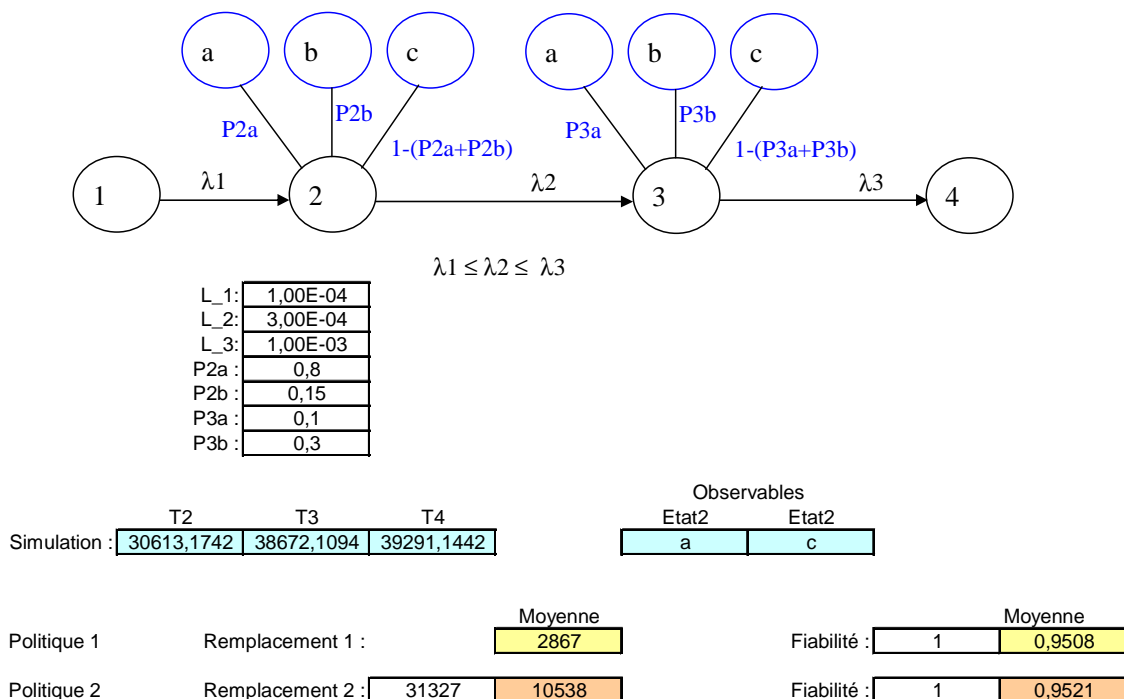 a b c a b c
P2a P2b 1-(P2a+P2b) P3a P3b 1-(P3a+P3b)
1 λ1 2 λ2 3 λ3 4
λ1 ≤ λ2 ≤ λ3
L_1: 1,00E-04
L_2: 3,00E-04
L_3: 1,00E-03
P2a : 0,8
P2b : 0,15
P3a : 0,1
P3b : 0,3
Observables
T2 T3 T4 Etat2 Etat2
Simulation : 30613,1742 38672,1094 39291,1442 a c
Moyenne Moyenne
Politique 1 Remplacement 1 : 2867 Fiabilité : 1 0,9508
Politique 2 Remplacement 2 : 31327 10538 Fiabilité : 1 0,9521